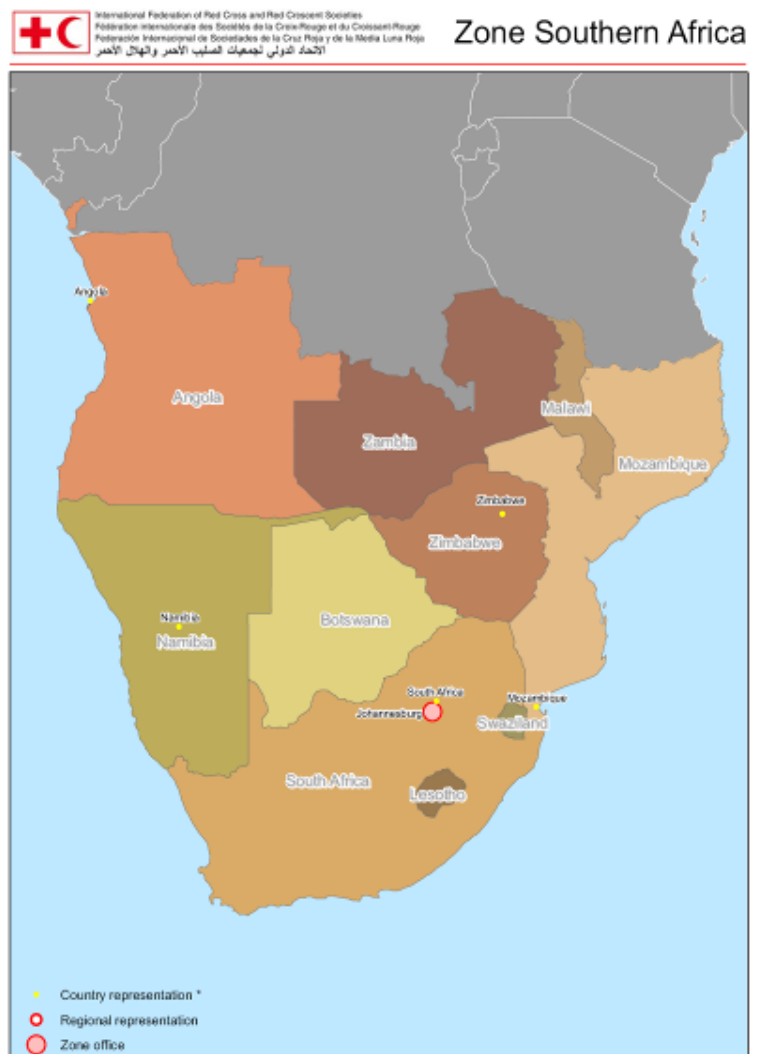 International Federation of Red Cross and Red Crescent Societies
Zone Southern Africa
Fédération internationale des Sociétés de la Croix-Rouge et du Croissant-Rouge
Federación Internacional de Sociedades de la Cruz Roja y de la Media Luna Roja
الاتحاد الدولي لجمعيات الصليب الأحمر والهلال الأحمر
Angola
Angola
Malawi
Zambia
Mozambique
Zimbabwe
Zimbabwe
Namibia
Botswana
Namibia
South Africa
Mozambique
Johannesburg
Swaziland
South Africa
Lesotho
Country representation *
Regional representation
Zone office